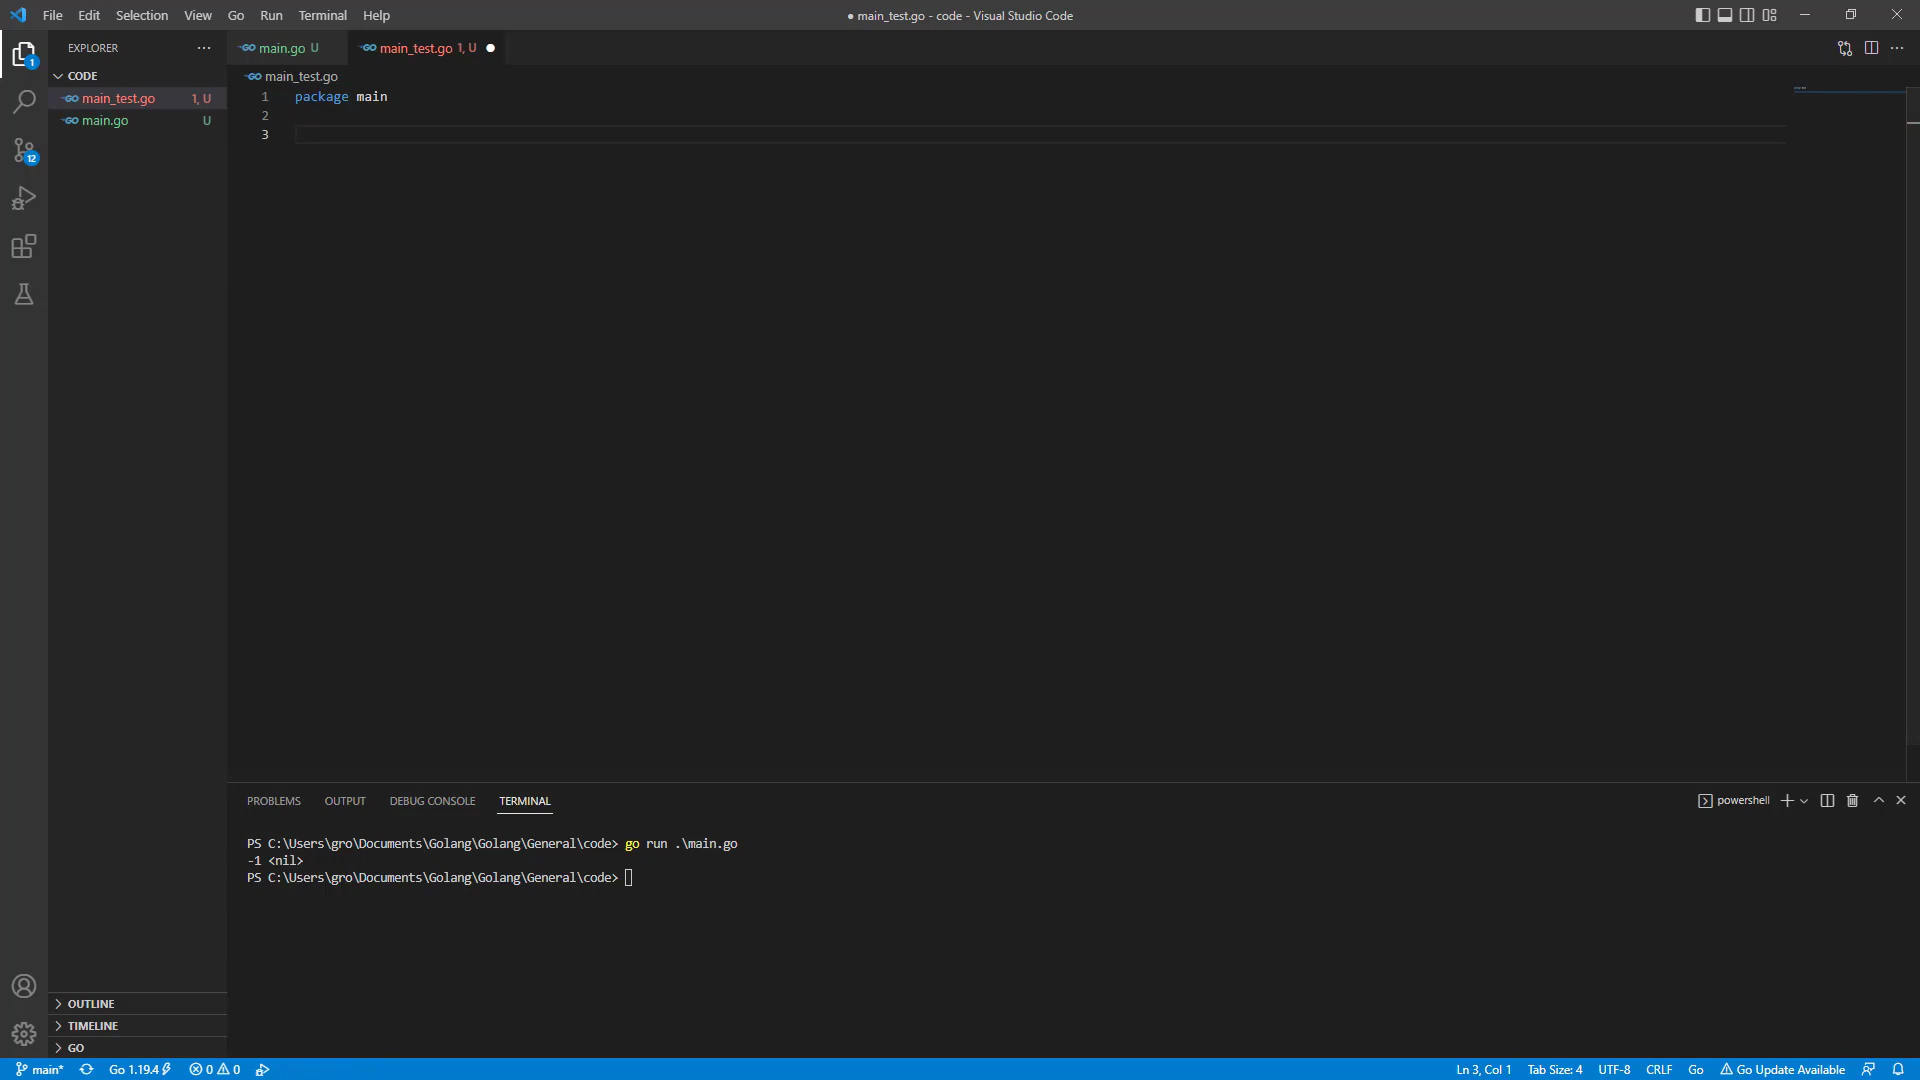 File Edit Selection View Go Run Terminal Help
● main_test.go - code - Visual Studio Code
EXPLORER
main.go U
main_test.go 1, U
CODE
main_test.go 1, U
main.go U
main_test.go
1 package main
2
3
PROBLEMS OUTPUT DEBUG CONSOLE TERMINAL
powershell
PS C:\Users\gro\Documents\Golang\Golang\General\code> go run .\main.go
-1 <nil>
PS C:\Users\gro\Documents\Golang\Golang\General\code>
1
12
OUTLINE
TIMELINE
GO
main* Go 1.19.4 0 0
Ln 3, Col 1 Tab Size: 4 UTF-8 CRLF Go Go Update Available